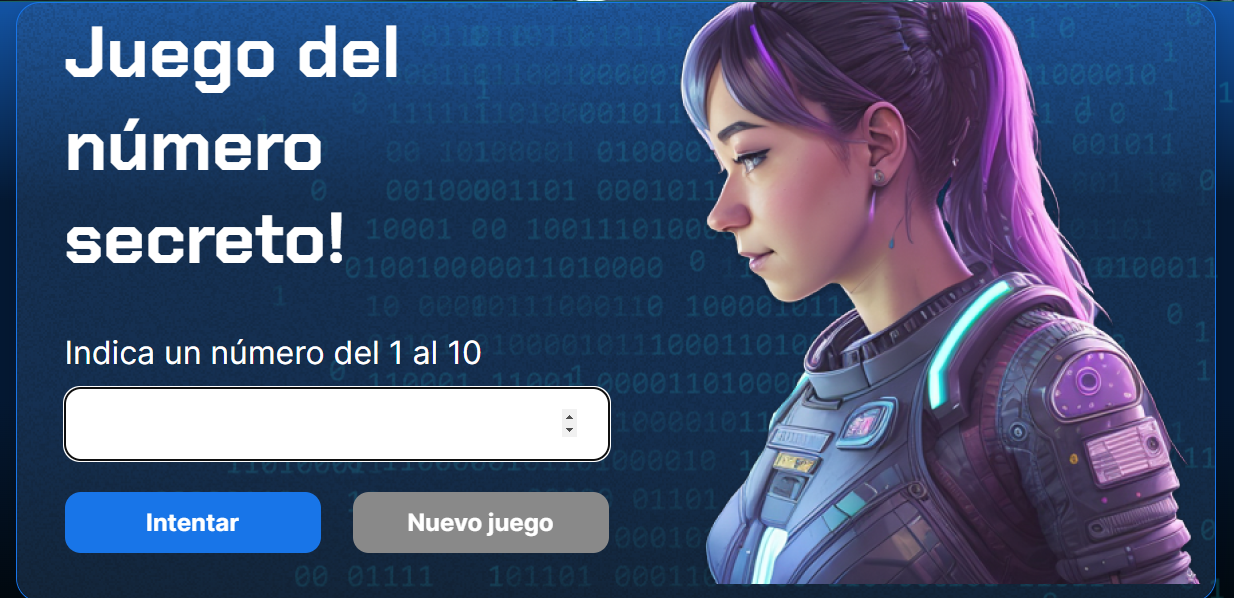 Juego del
número
secreto!
Indica un número del 1 al 10
Intentar
Nuevo juego